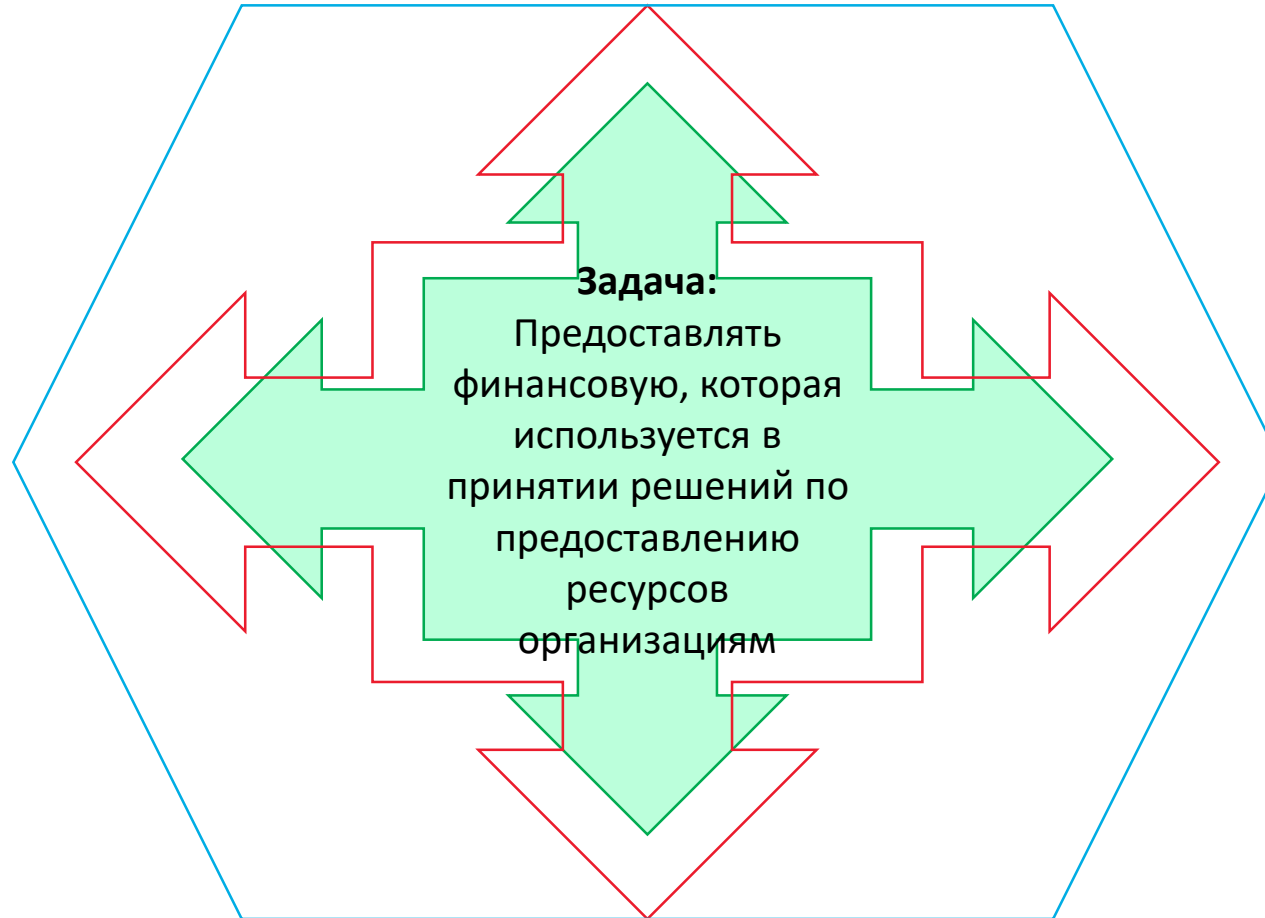 Задача:
Предоставлять
финансовую, которая
используется в
принятии решений по
предоставлению
ресурсов
организациям